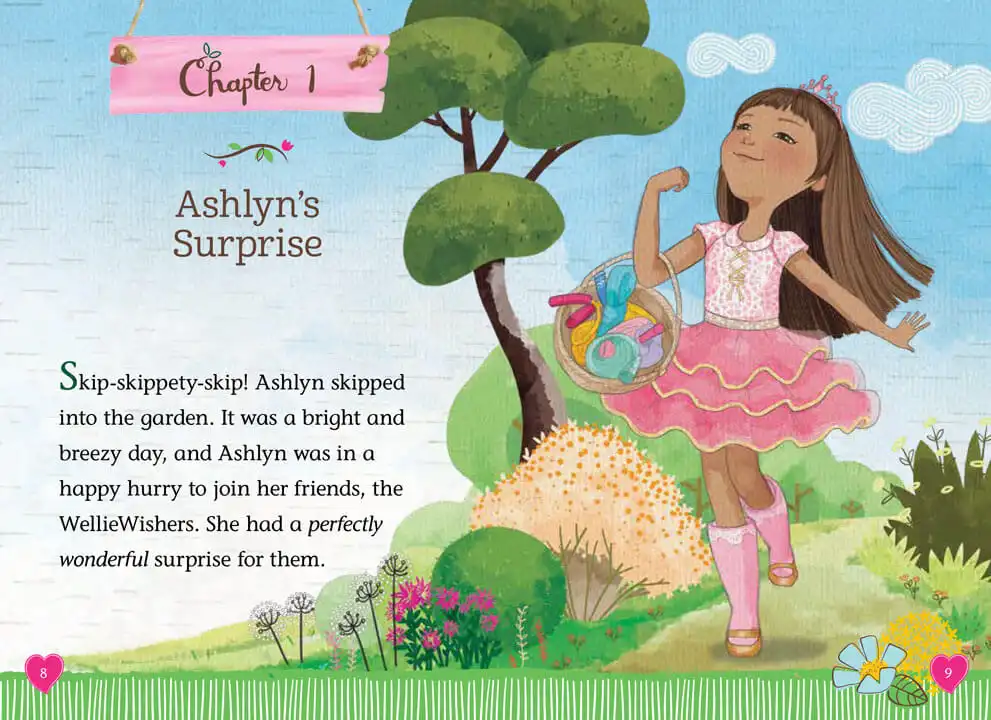 Chapter 1
Ashlyn's
Surprise
Skip-skippety-skip! Ashlyn skipped
into the garden. It was a bright and
breezy day, and Ashlyn was in a
happy hurry to join her friends, the
WellieWishers. She had a perfectly
wonderful surprise for them.
8
9